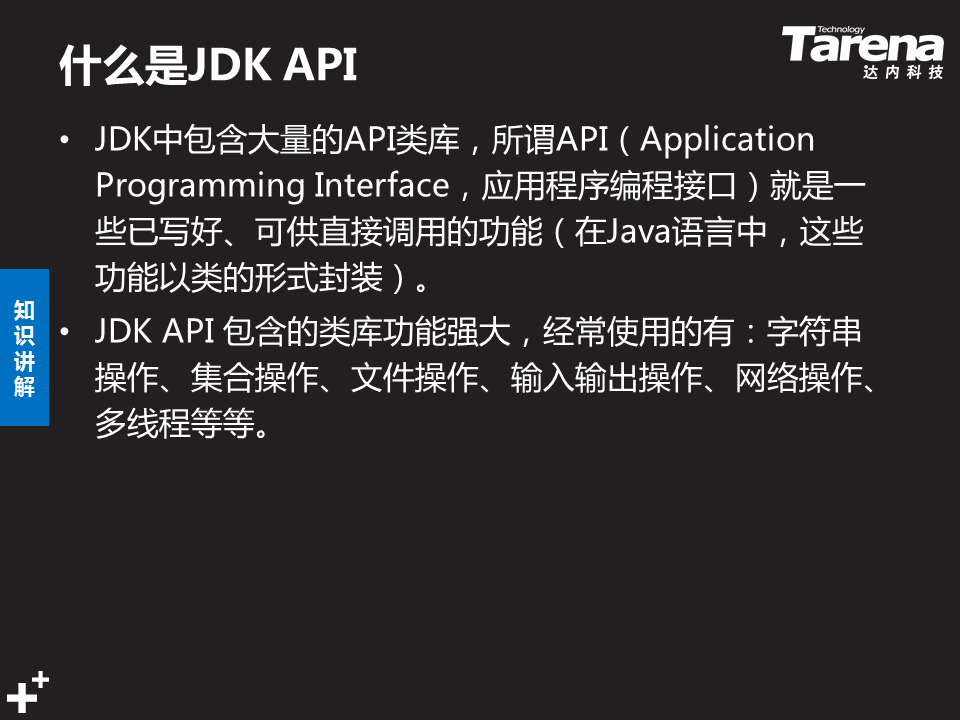 什么是JDK API
Technology
Tarena
达内科技
• JDK中包含大量的API类库，所谓API（Application
Programming Interface，应用程序编程接口）就是一
些已写好、可供直接调用的功能（在Java语言中，这些
功能以类的形式封装）。
• JDK API 包含的类库功能强大，经常使用的有：字符串
操作、集合操作、文件操作、输入输出操作、网络操作、
多线程等等。
知
识
讲
解